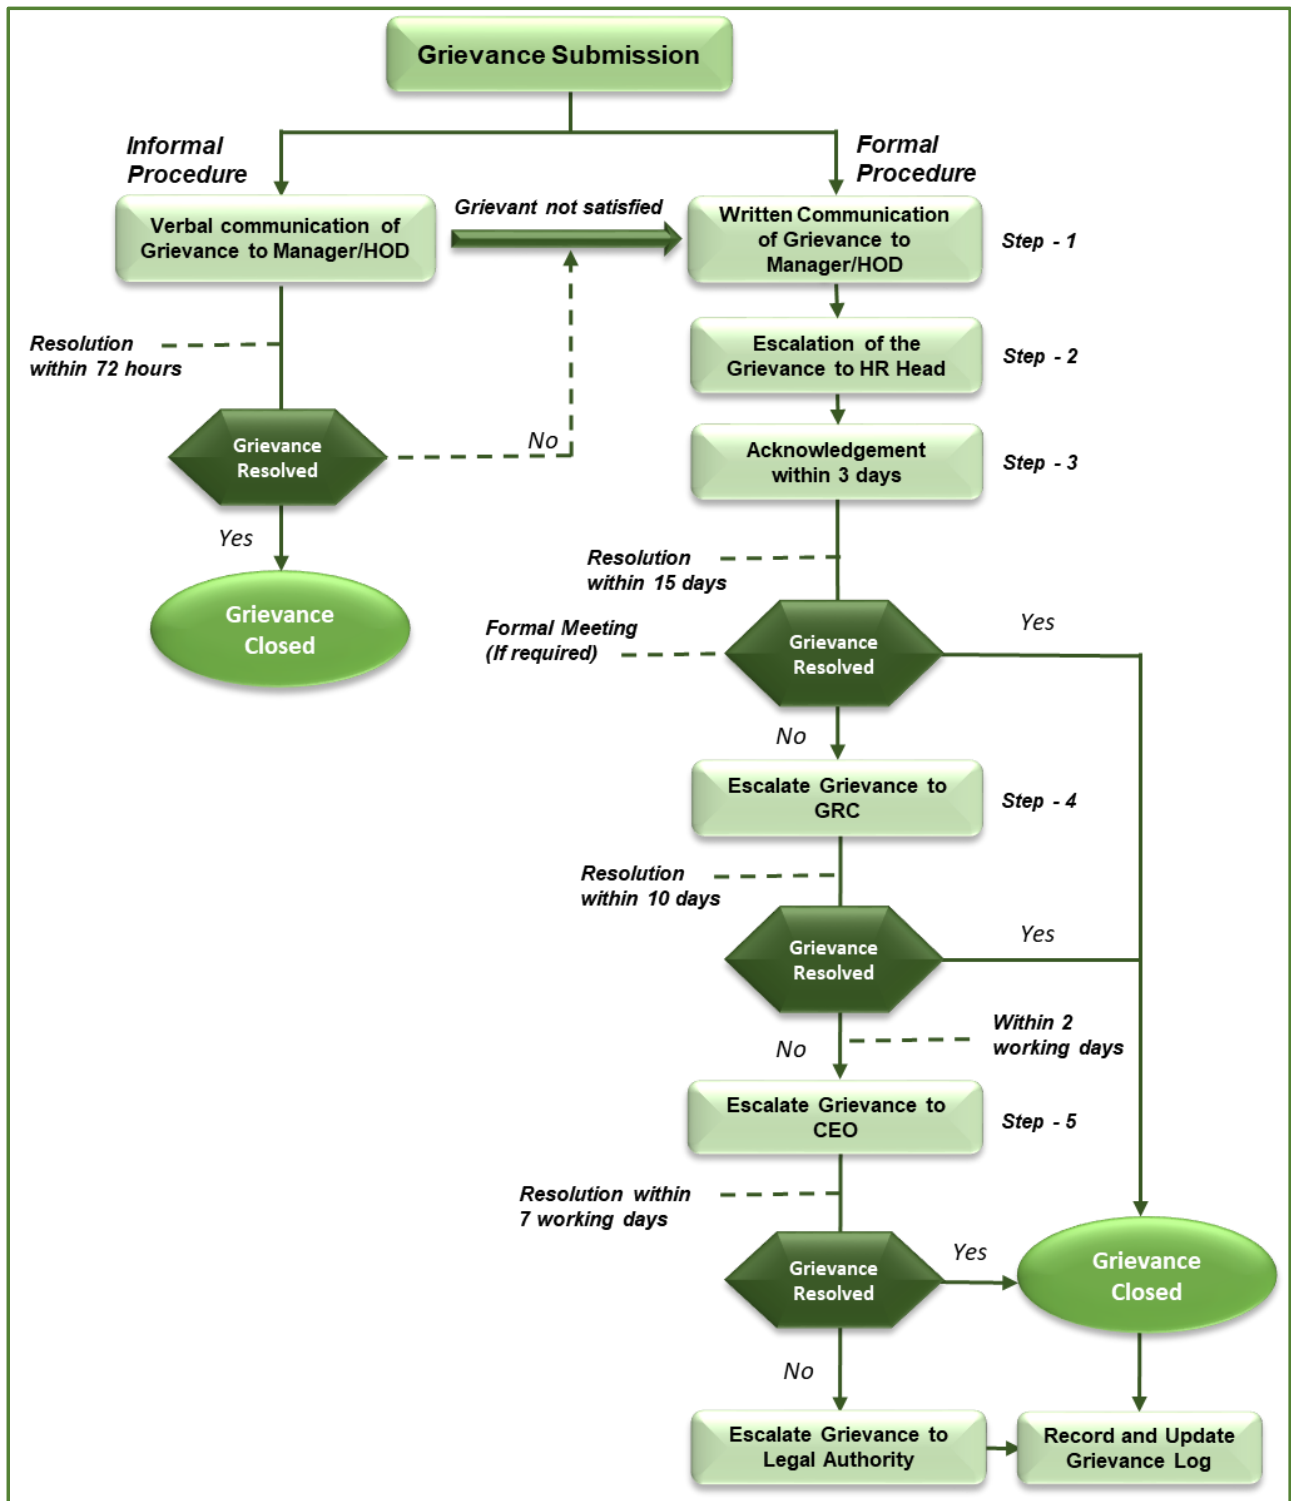 Grievance Submission
Informal
Procedure
Formal
Procedure
Verbal communication of
Grievance to Manager/HOD
Grievant not satisfied
Written Communication
of Grievance to
Manager/HOD
Step - 1
Resolution
within 72 hours
Escalation of the
Grievance to HR Head
Step - 2
Grievance
Resolved
No
Acknowledgement
within 3 days
Step - 3
Yes
Grievance
Closed
Resolution
within 15 days
Formal Meeting
(If required)
Grievance
Resolved
Yes
No
Escalate Grievance to
GRC
Step - 4
Resolution
within 10 days
Grievance
Resolved
Yes
No
Within 2
working days
Escalate Grievance to
CEO
Step - 5
Resolution within
7 working days
Grievance
Resolved
Yes
Grievance
Closed
No
Escalate Grievance to
Legal Authority
Record and Update
Grievance Log